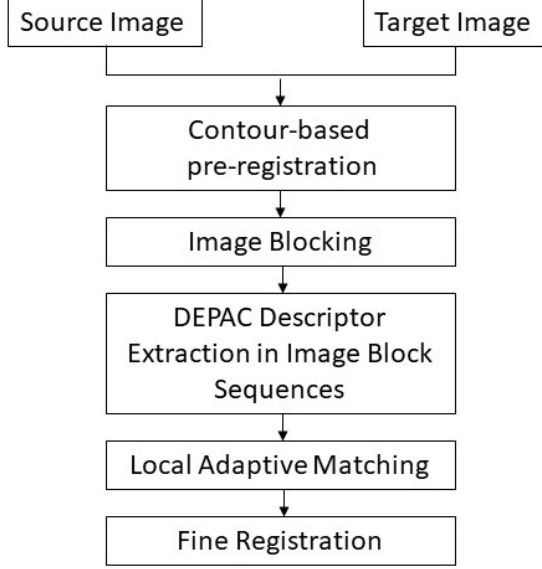 Source Image
Target Image
Contour-based
pre-registration
Image Blocking
DEPAC Descriptor
Extraction in Image Block
Sequences
Local Adaptive Matching
Fine Registration